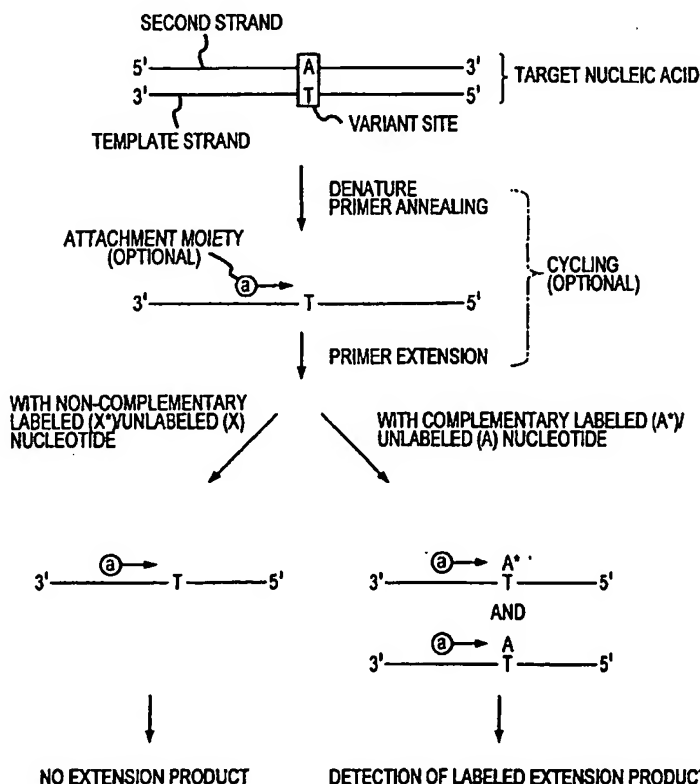 SECOND STRAND
5' A 3'
3' T 5'
TARGET NUCLEIC ACID
VARIANT SITE
TEMPLATE STRAND
DENATURE
PRIMER ANNEALING
ATTACHMENT MOIETY
(OPTIONAL)
a
3' T 5'
CYCLING
(OPTIONAL)
PRIMER EXTENSION
WITH NON-COMPLEMENTARY
LABELED (X*)/UNLABELED (X)
NUCLEOTIDE
WITH COMPLEMENTARY LABELED (A*)/
UNLABELED (A) NUCLEOTIDE
a
3' T 5'
a A*
3' T 5'
AND
a A
3' T 5'
NO EXTENSION PRODUCT
DETECTION OF LABELED EXTENSION PRODUCT